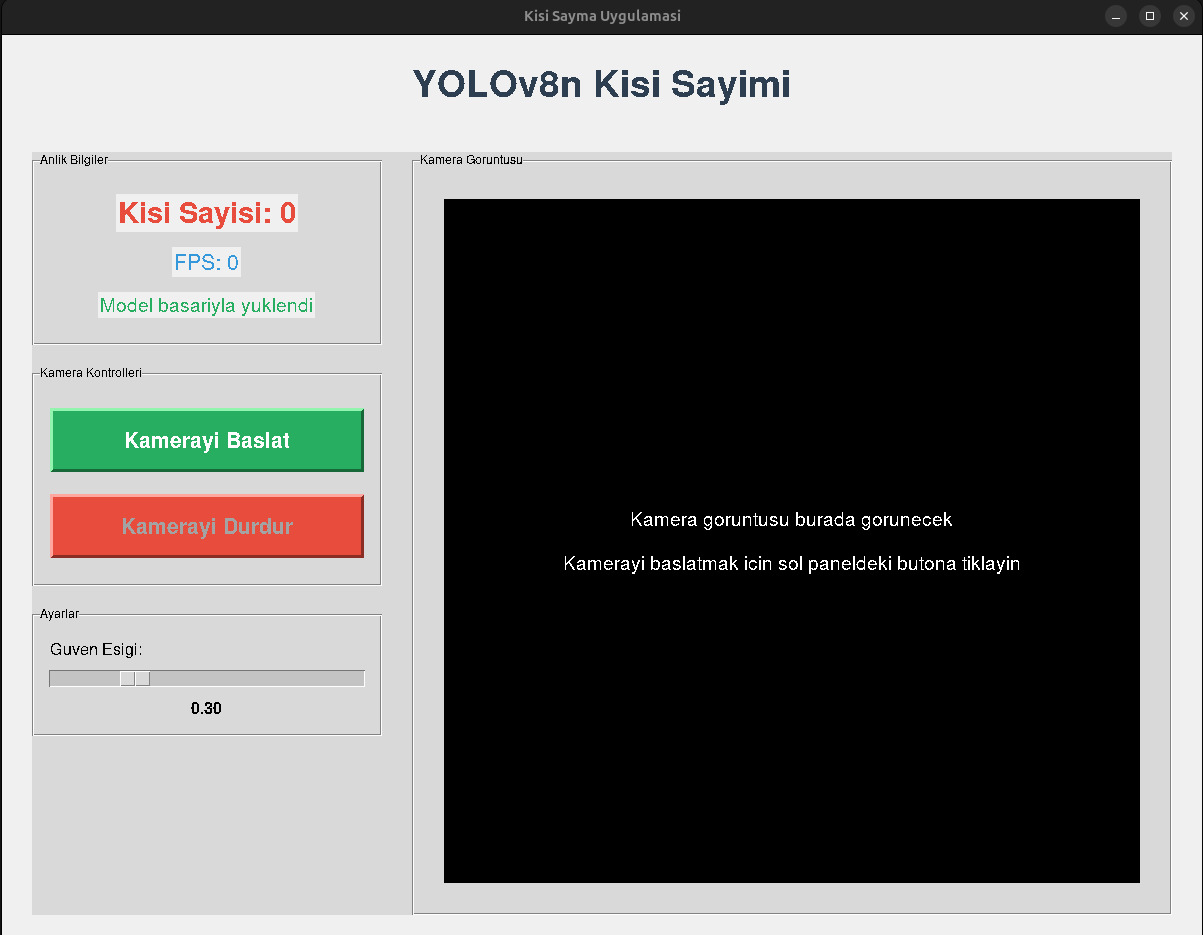 Kisi Sayma Uygulamasi
YOLOv8n Kisi Sayimi
Anlik Bilgiler
Kisi Sayisi: 0
FPS: 0
Model basariyla yuklendi
Kamera Kontrolleri
Kamerayi Baslat
Kamerayi Durdur
Ayarlar
Guven Esigi:
0.30
Kamera Goruntusu
Kamera goruntusu burada gorunecek
Kamerayi baslatmak icin sol paneldeki butona tiklayin